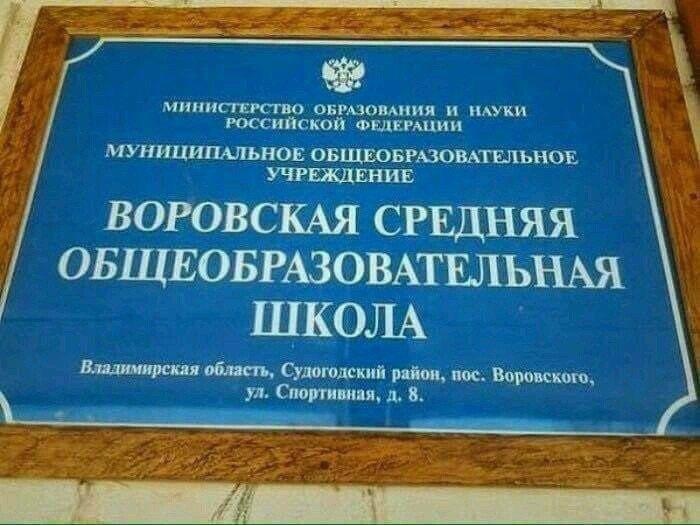 МИНИСТЕРСТВО ОБРАЗОВАНИЯ И НАУКИ
РОССИЙСКОЙ ФЕДЕРАЦИИ
МУНИЦИПАЛЬНОЕ ОБЩЕОБРАЗОВАТЕЛЬНОЕ
УЧРЕЖДЕНИЕ
ВОРОВСКАЯ СРЕДНЯЯ
ОБЩЕОБРАЗОВАТЕЛЬНАЯ
ШКОЛА
Владимирская область, Судогодский район, пос. Воровского,
ул. Спортивная, д. 8.